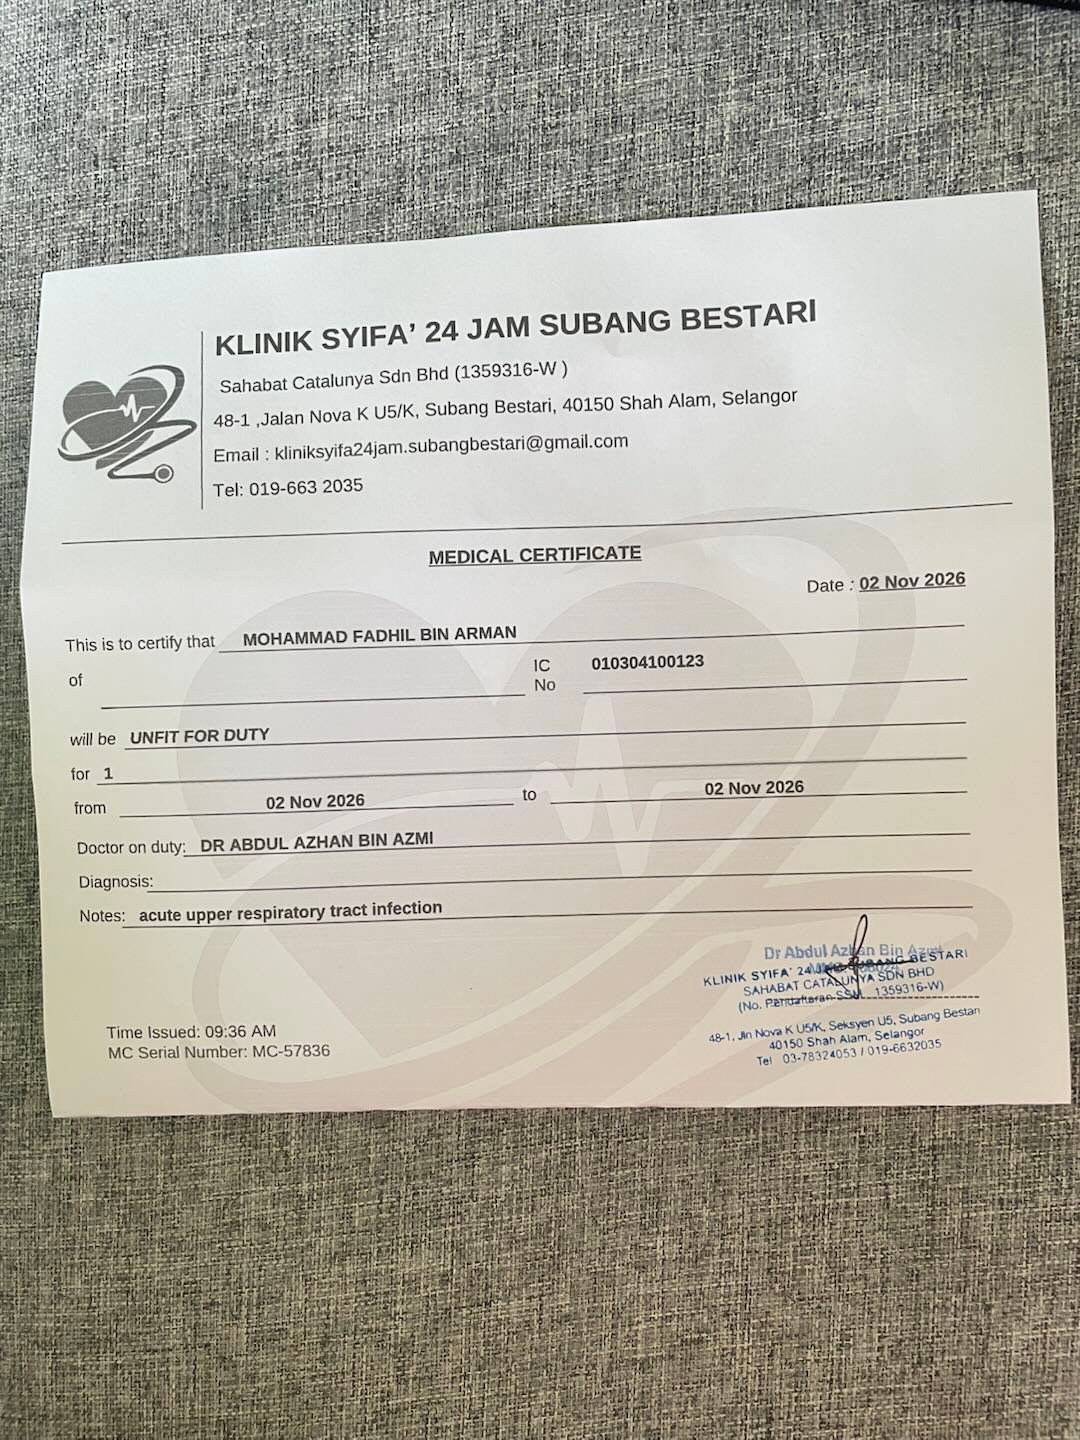 KLINIK SYIFA’ 24 JAM SUBANG BESTARI
Sahabat Catalunya Sdn Bhd (1359316-W )
48-1 ,Jalan Nova K U5/K, Subang Bestari, 40150 Shah Alam, Selangor
Email : kliniksyifa24jam.subangbestari@gmail.com
Tel: 019-663 2035
MEDICAL CERTIFICATE
Date : 02 Nov 2026
This is to certify that MOHAMMAD FADHIL BIN ARMAN
of IC No 010304100123
will be UNFIT FOR DUTY
for 1
from 02 Nov 2026 to 02 Nov 2026
Doctor on duty: DR ABDUL AZHAN BIN AZMI
Diagnosis:
Notes: acute upper respiratory tract infection
Dr Abdul Azhan Bin Azmi
KLINIK SYIFA' 24 JAM SUBANG BESTARI
SAHABAT CATALUNYA SDN BHD
(No. Pendaftaran SSM 1359316-W)
48-1, Jln Nova K U5/K, Seksyen U5, Subang Bestari
40150 Shah Alam, Selangor
Tel 03-78324053 / 019-6632035
Time Issued: 09:36 AM
MC Serial Number: MC-57836